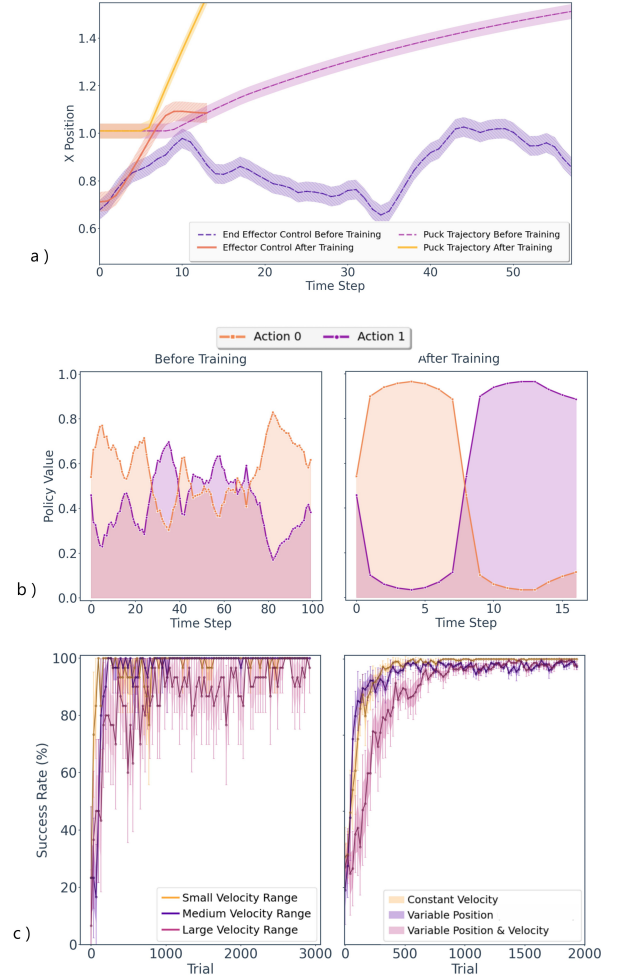 1.4
1.2
1.0
0.8
0.6
X Position
End Effector Control Before Training
Effector Control After Training
Puck Trajectory Before Training
Puck Trajectory After Training
0 10 20 30 40 50
Time Step
a )
Action 0 Action 1
Before Training
After Training
1.0
0.8
0.6
0.4
0.2
0.0
Policy Value
0 20 40 60 80 100
Time Step
0 5 10 15
Time Step
b )
100
80
60
40
20
0
Success Rate (%)
Small Velocity Range
Medium Velocity Range
Large Velocity Range
0 500 1000 1500 2000 2500 3000
Trial
Constant Velocity
Variable Position
Variable Position & Velocity
0 500 1000 1500 2000
Trial
c )